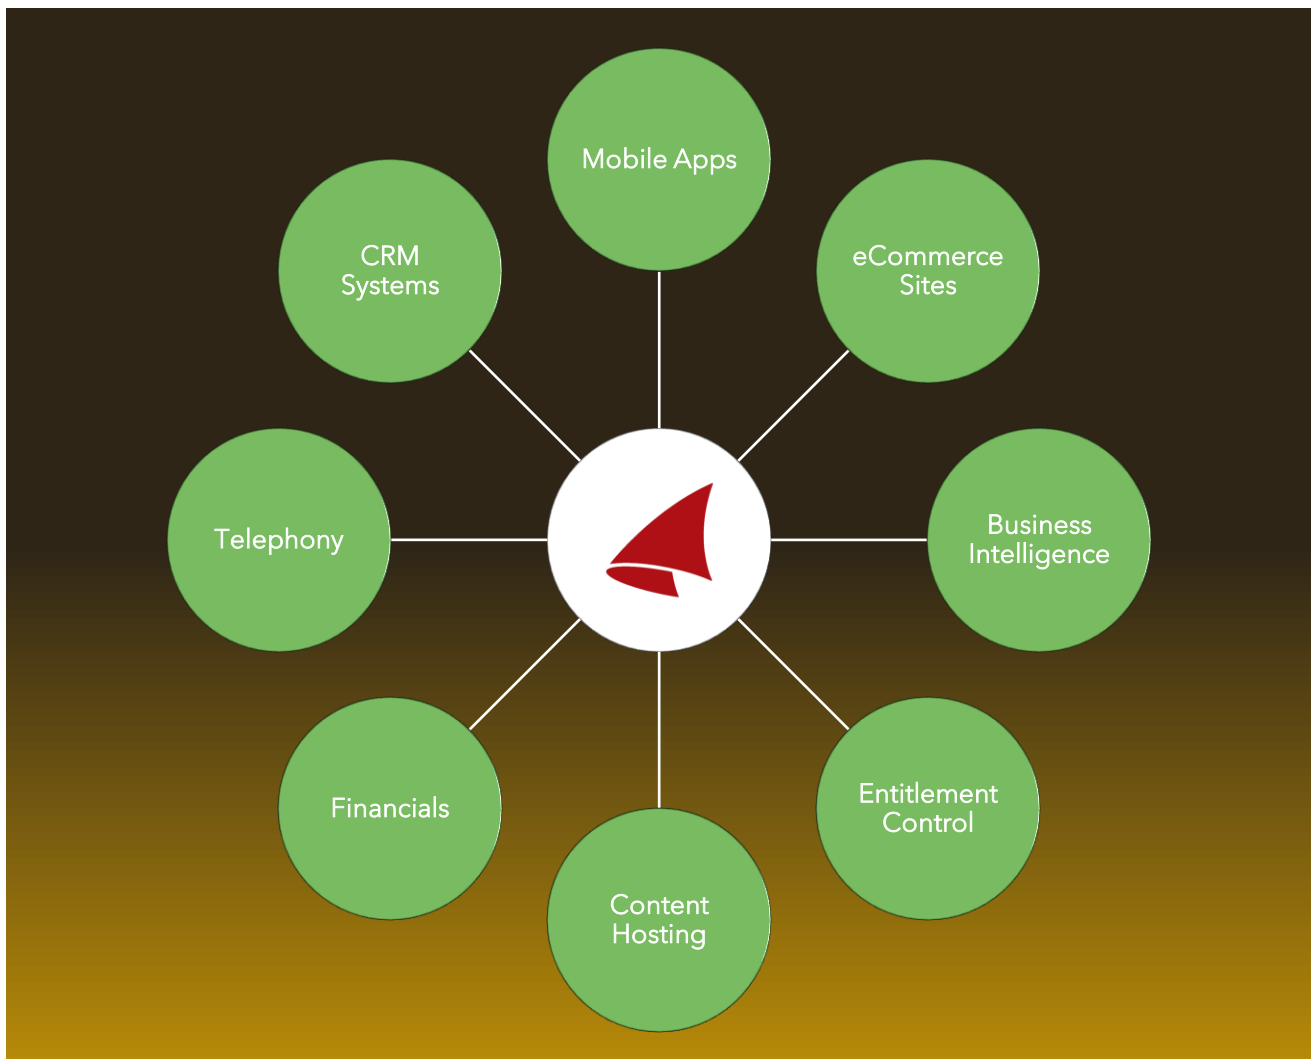 Mobile Apps
CRM
Systems
eCommerce
Sites
Telephony
Business
Intelligence
Financials
Entitlement
Control
Content
Hosting